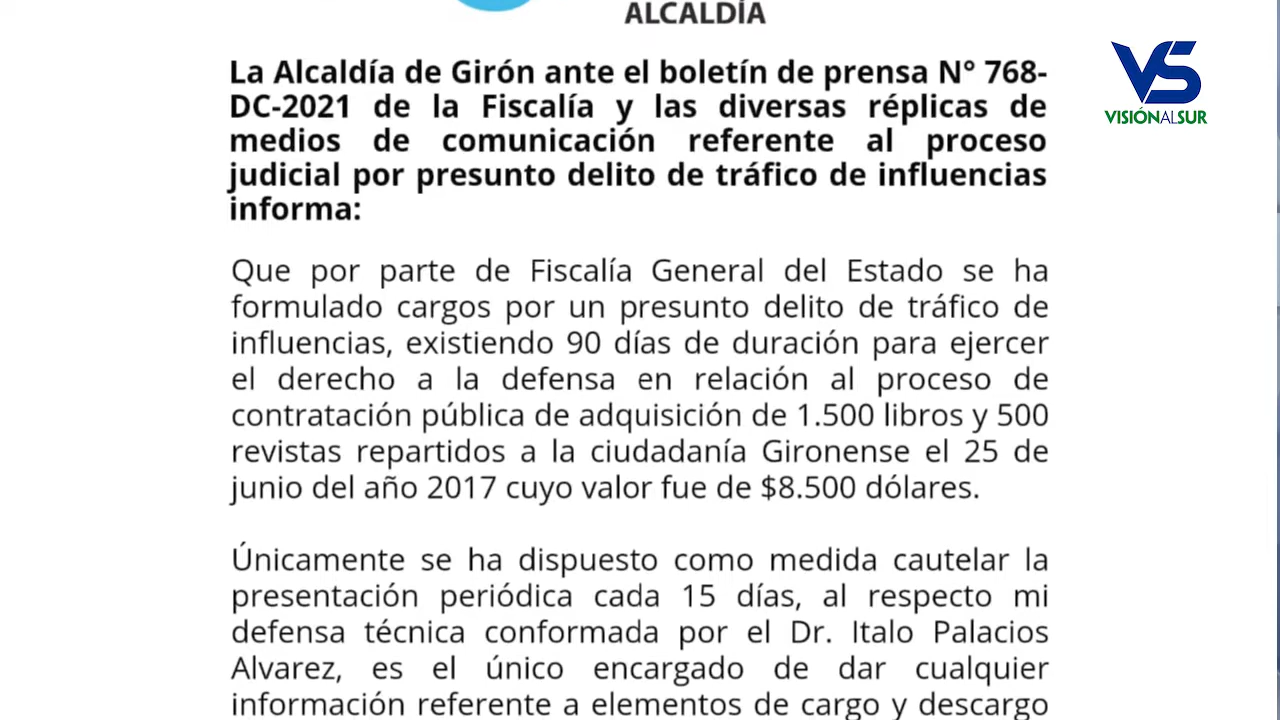 ALCALDÍA
VS
VISIÓNALSUR
La Alcaldía de Girón ante el boletín de prensa N° 768-
DC-2021 de la Fiscalía y las diversas réplicas de
medios de comunicación referente al proceso
judicial por presunto delito de tráfico de influencias
informa:
Que por parte de Fiscalía General del Estado se ha
formulado cargos por un presunto delito de tráfico de
influencias, existiendo 90 días de duración para ejercer
el derecho a la defensa en relación al proceso de
contratación pública de adquisición de 1.500 libros y 500
revistas repartidos a la ciudadanía Gironense el 25 de
junio del año 2017 cuyo valor fue de $8.500 dólares.
Únicamente se ha dispuesto como medida cautelar la
presentación periódica cada 15 días, al respecto mi
defensa técnica conformada por el Dr. Italo Palacios
Alvarez, es el único encargado de dar cualquier
información referente a elementos de cargo y descargo